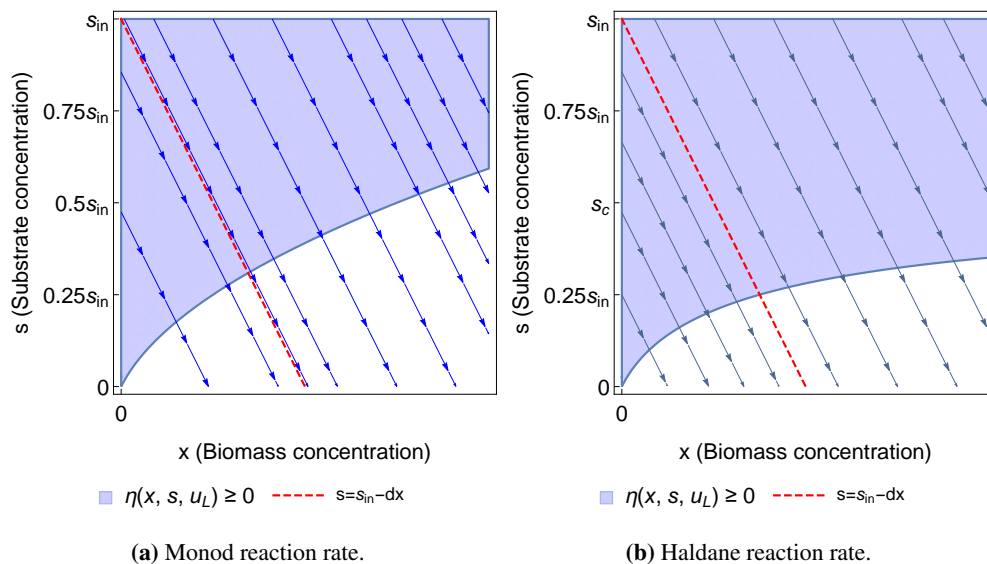 s_in
0.75s_in
0.5s_in
0.25s_in
0
0
s (Substrate concentration)
x (Biomass concentration)
η(x, s, u_L) ≥ 0
s=s_in−dx
(a) Monod reaction rate.
s_in
0.75s_in
s_c
0.25s_in
0
0
s (Substrate concentration)
x (Biomass concentration)
η(x, s, u_L) ≥ 0
s=s_in−dx
(b) Haldane reaction rate.